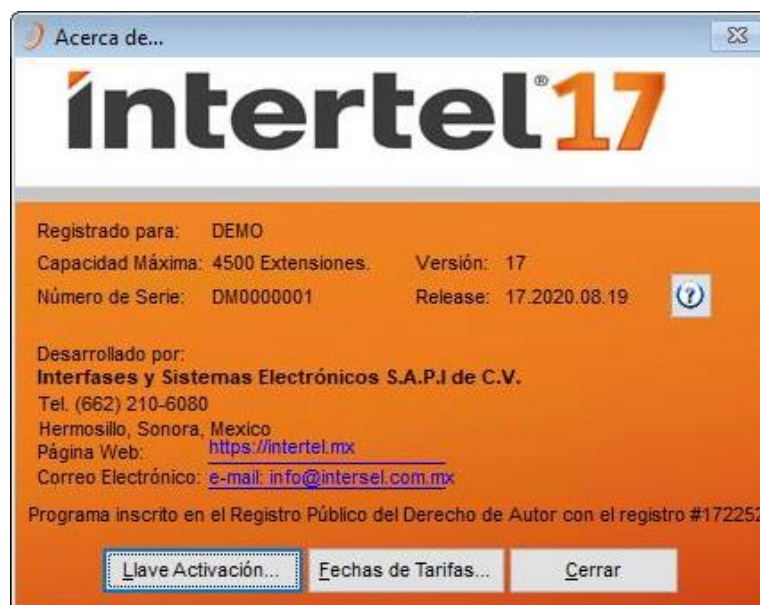 Acerca de...
intertel®17
Registrado para: DEMO
Capacidad Máxima: 4500 Extensiones. Versión: 17
Número de Serie: DM0000001 Release: 17.2020.08.19
Desarrollado por:
Interfases y Sistemas Electrónicos S.A.P.I de C.V.
Tel. (662) 210-6080
Hermosillo, Sonora, Mexico
Página Web: https://intertel.mx
Correo Electrónico: e-mail: info@intersel.com.mx
Programa inscrito en el Registro Público del Derecho de Autor con el registro #172252
Llave Activación... Fechas de Tarifas... Cerrar